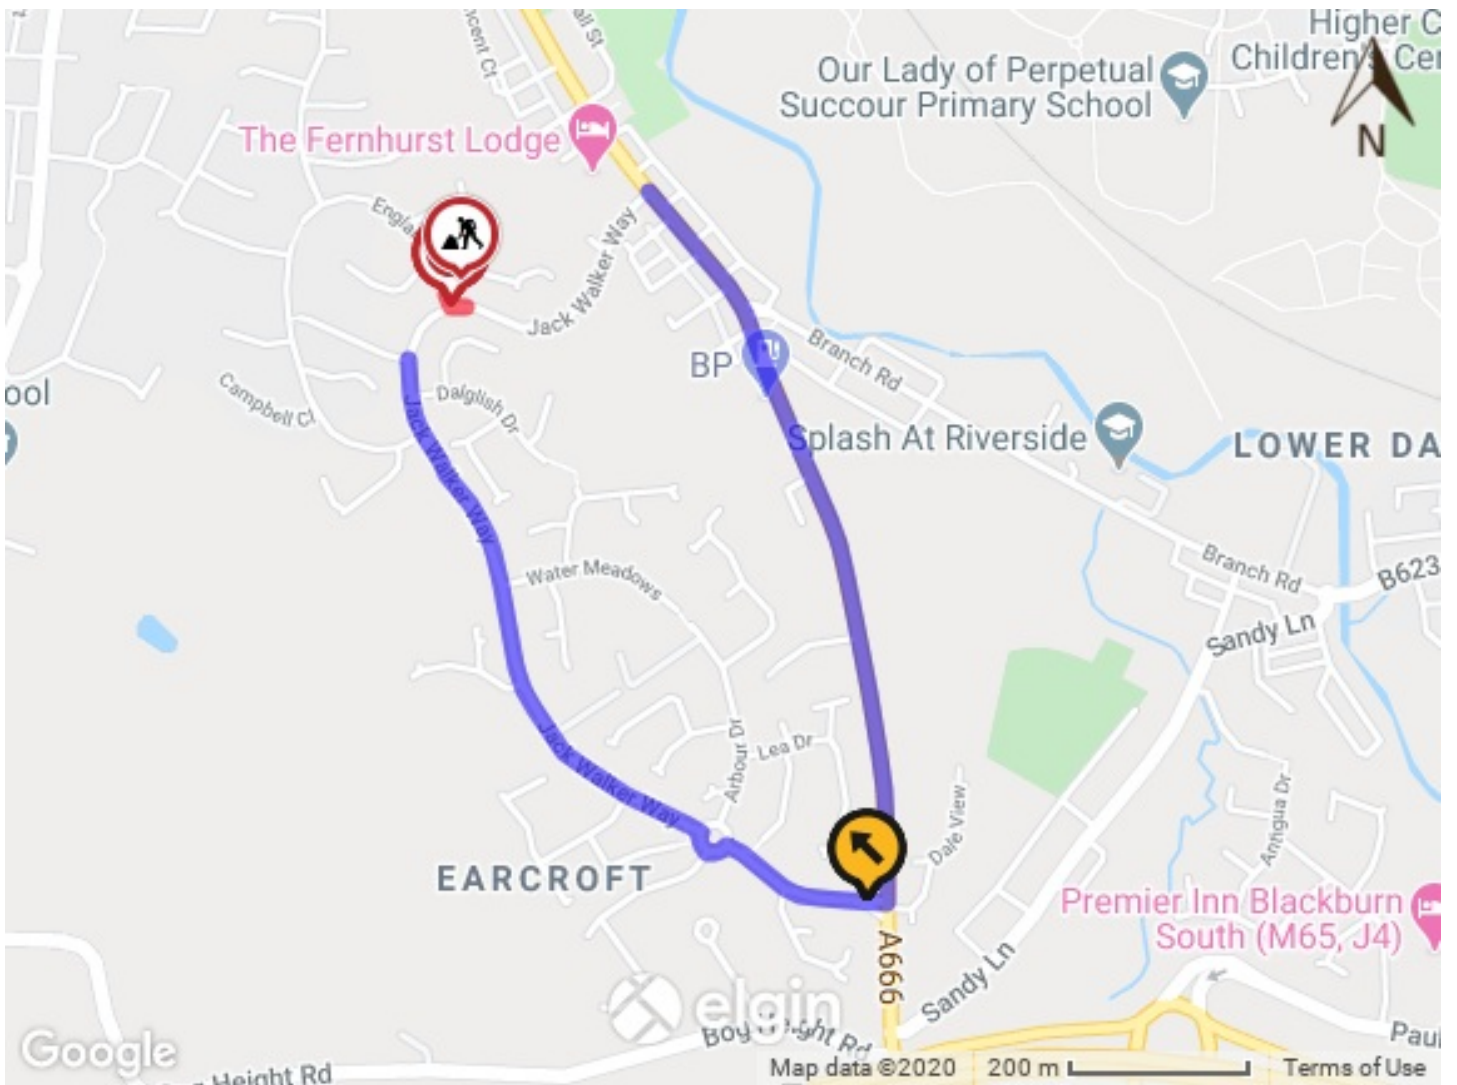 Higher C
Children's Cen
Our Lady of Perpetual
Succour Primary School
N
The Fernhurst Lodge
Jack Walker Way
BP
Branch Rd
ool
Campbell Ct
Dalglish Dr
Splash At Riverside
LOWER DA
Jack Walker Way
Branch Rd
B623
Water Meadows
Sandy Ln
Jack Walker Way
Arbour Dr
Lea Dr
Dale View
Antigua Dr
EARCROFT
Premier Inn Blackburn
South (M65, J4)
A666
Sandy Ln
elgin
Google
Height Rd
Map data ©2020
200 m
Terms of Use